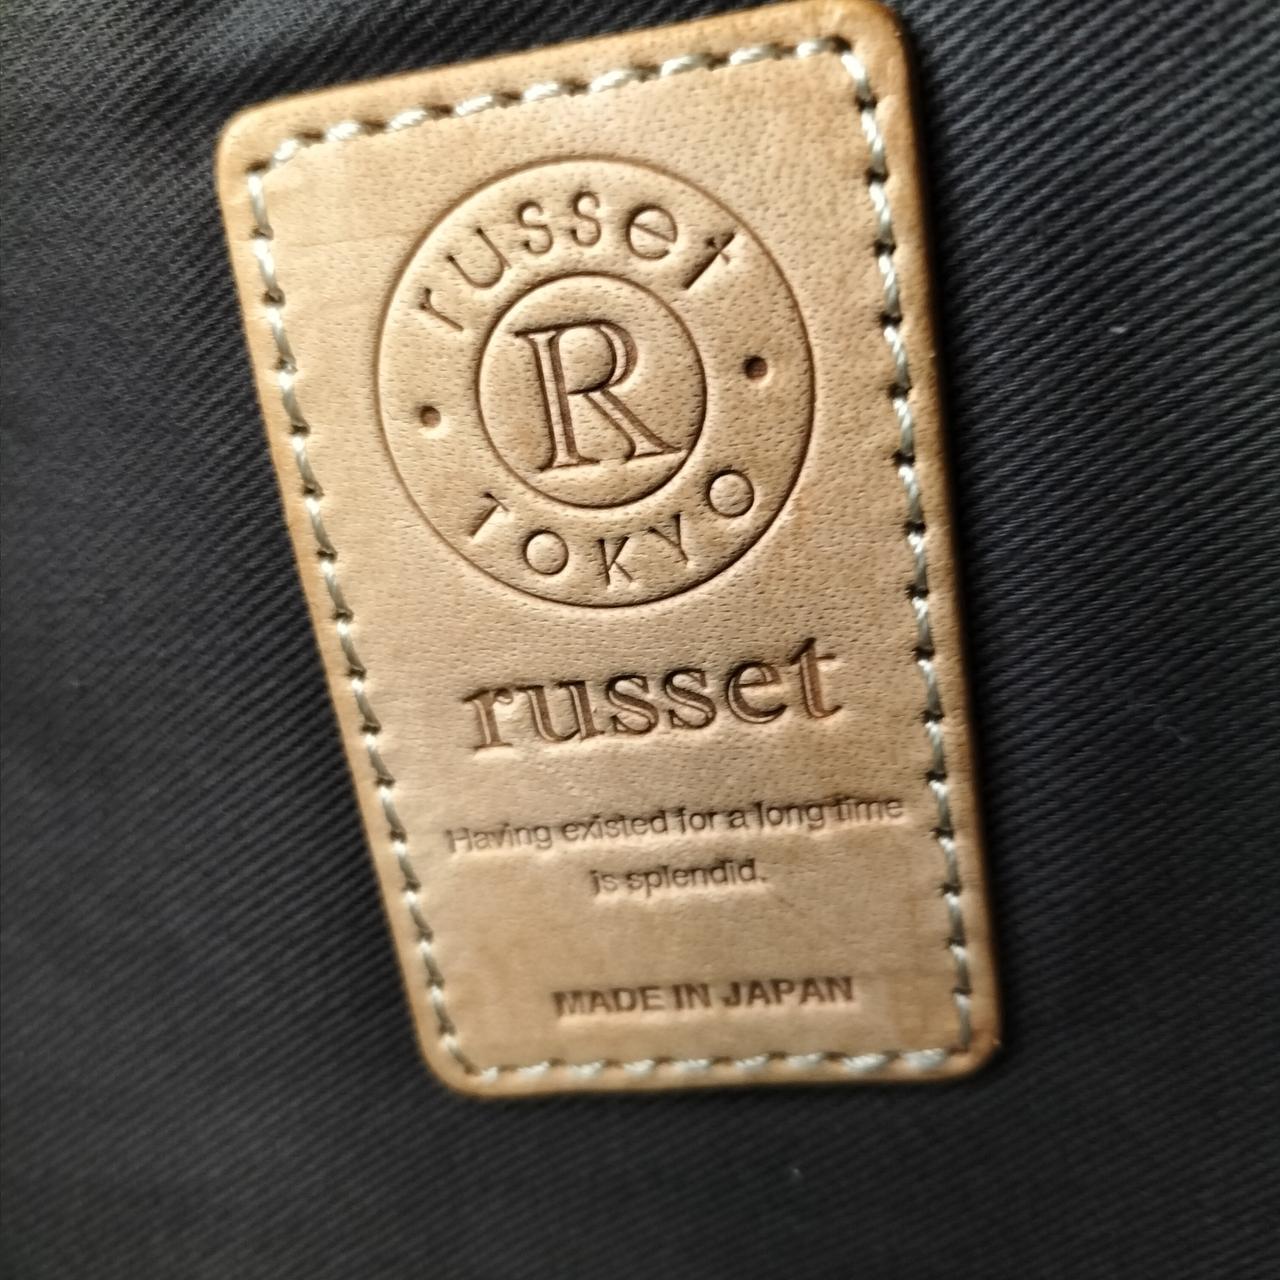 russet
R
TOKYO
russet
Having existed for a long time
is splendid.
MADE IN JAPAN